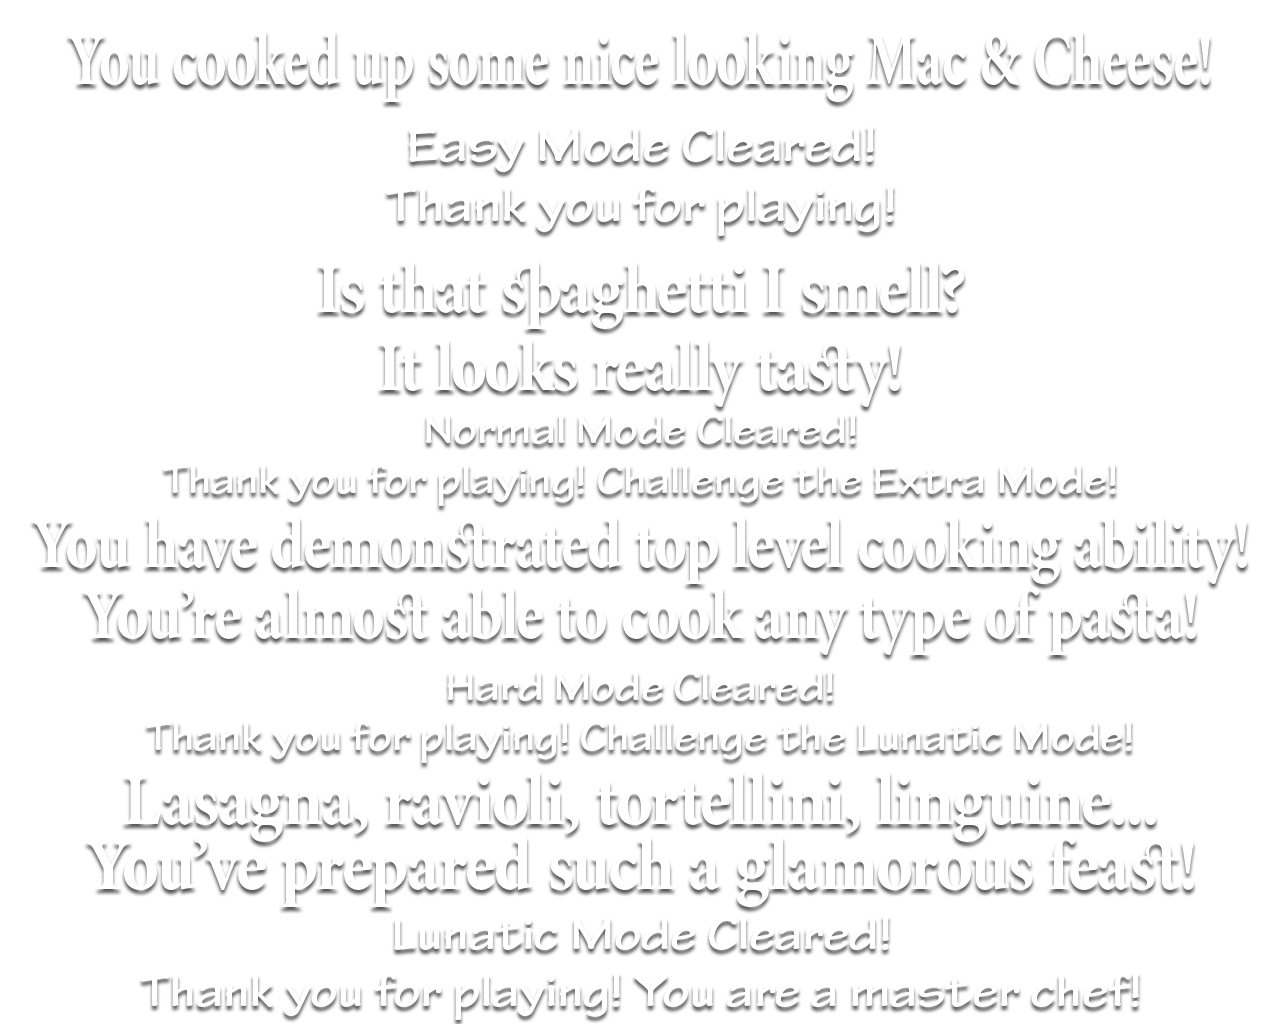 You cooked up some nice looking Mac & Cheese!
Easy Mode Cleared!
Thank you for playing!
Is that spaghetti I smell?
It looks really tasty!
Normal Mode Cleared!
Thank you for playing! Challenge the Extra Mode!
You have demonstrated top level cooking ability!
You’re almost able to cook any type of pasta!
Hard Mode Cleared!
Thank you for playing! Challenge the Lunatic Mode!
Lasagna, ravioli, tortellini, linguine...
You’ve prepared such a glamorous feast!
Lunatic Mode Cleared!
Thank you for playing! You are a master chef!